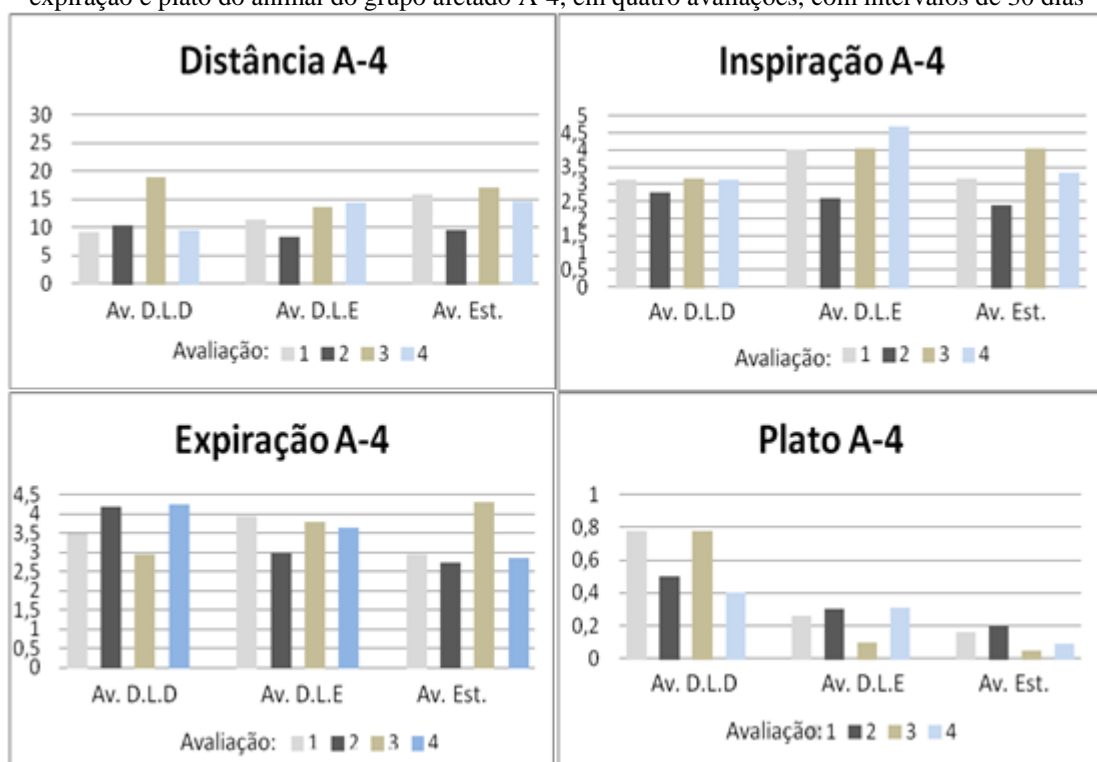 expiração e plato do animal do grupo afetado A-4, em quatro avaliações, com intervalos de 30 dias
Distância A-4
30
25
20
15
10
5
0
Av. D.L.D Av. D.L.E Av. Est.
Avaliação: 1 2 3 4
Inspiração A-4
5
4,5
4
3,5
3
2,5
2
1,5
1
0,5
0
Av. D.L.D Av. D.L.E Av. Est.
Avaliação: 1 2 3 4
Expiração A-4
4,5
4
3,5
3
2,5
2
1,5
1
0,5
0
Av. D.L.D Av. D.L.E Av. Est.
Avaliação: 1 2 3 4
Plato A-4
1
0,8
0,6
0,4
0,2
0
Av. D.L.D Av. D.L.E Av. Est.
Avaliação: 1 2 3 4